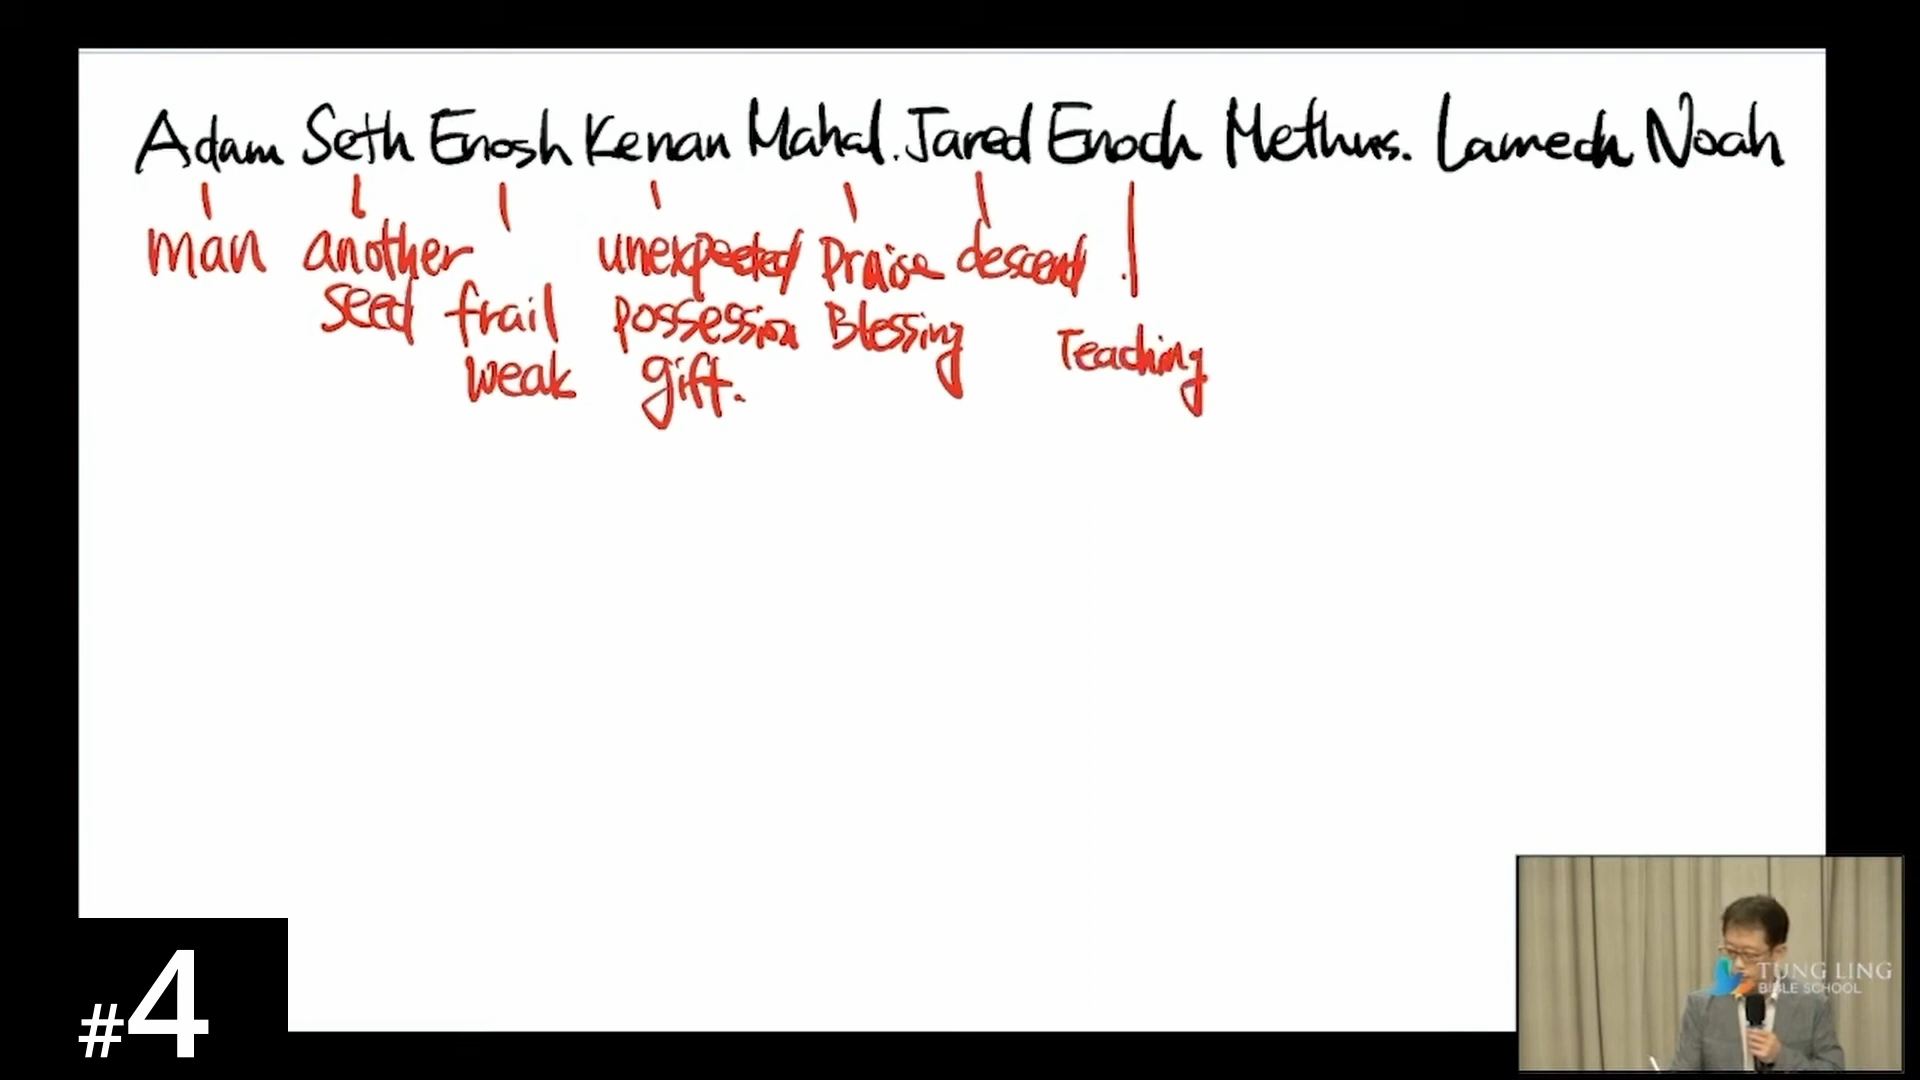 Adam Seth Enosh Kenan Mahal. Jared Enoch Methus. Lamech Noah
man another unexpected Praise descend
seed frail possession Blessing Teaching
weak gift.
#4
TUNG LING
BIBLE SCHOOL